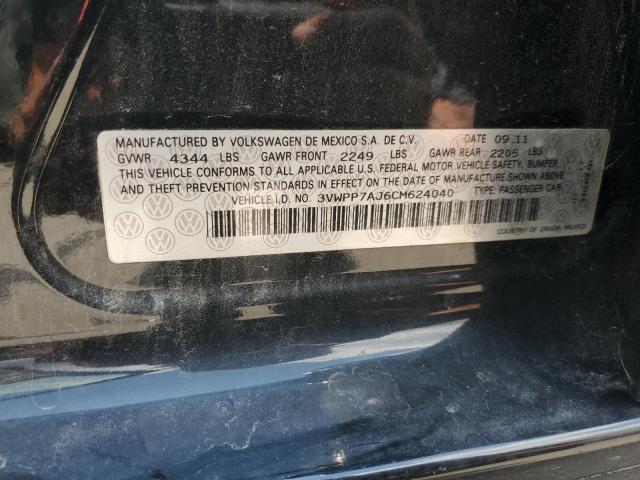 MANUFACTURED BY VOLKSWAGEN DE MEXICO S.A. DE C.V. DATE 09.11
GVWR 4344 LBS GAWR FRONT 2249 LBS GAWR REAR 2205 LBS
THIS VEHICLE CONFORMS TO ALL APPLICABLE U.S. FEDERAL MOTOR VEHICLE SAFETY, BUMPER,
AND THEFT PREVENTION STANDARDS IN EFFECT ON THE DATE OF MANUFACTURE SHOWN ABOVE.
VEHICLE I.D. NO. 3VWPP7AJ6CM624040 TYPE: PASSENGER CAR
COUNTRY OF ORIGIN: MEXICO